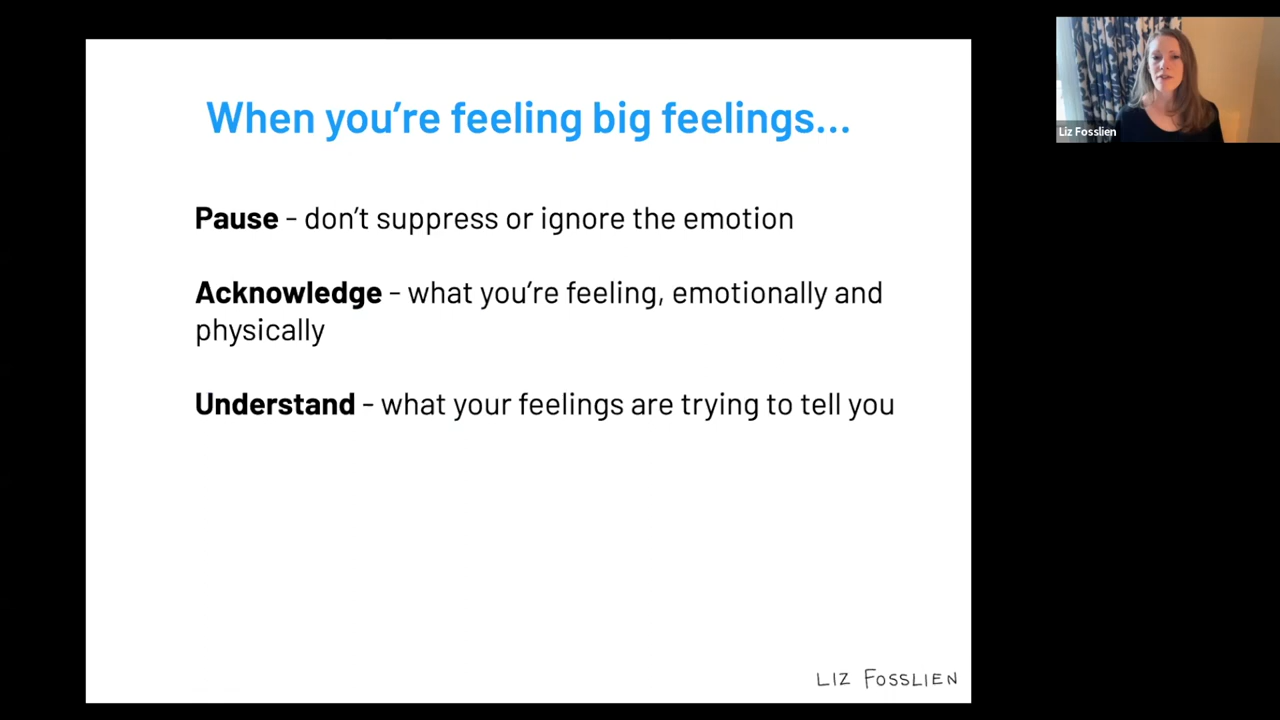 When you're feeling big feelings...
Pause - don't suppress or ignore the emotion
Acknowledge - what you're feeling, emotionally and
physically
Understand - what your feelings are trying to tell you
LIZ FOSSLIEN
Liz Fosslien